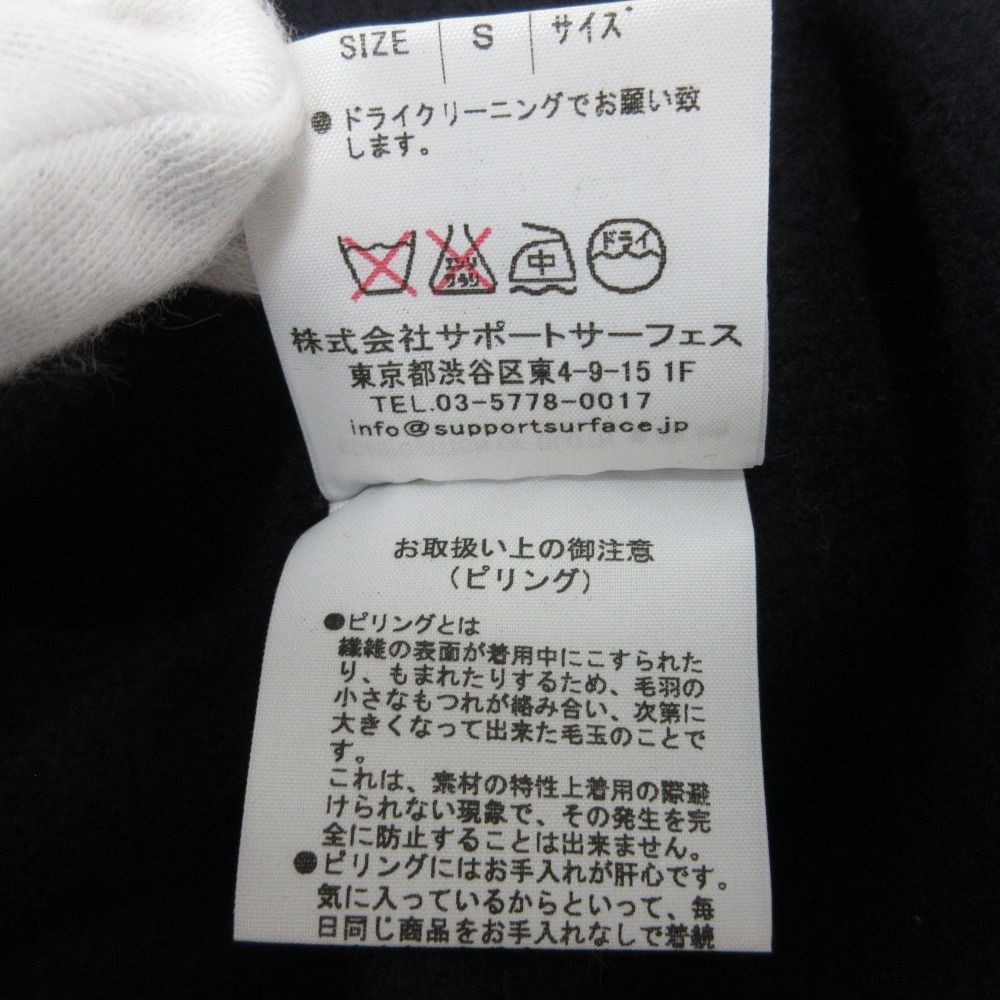 SIZE S サイズ
●ドライクリーニングでお願い致
します。
エンソ
サラシ
中
ドライ
株式会社サポートサーフェス
東京都渋谷区東4-9-15 1F
TEL.03-5778-0017
info@supportsurface.jp
お取扱い上の御注意
(ピリング)
●ピリングとは
繊維の表面が着用中にこすられた
り、もまれたりするため、毛羽の
小さなもつれが絡み合い、次第に
大きくなって出来た毛玉のことで
す。
これは、素材の特性上着用の際避
けられない現象で、その発生を完
全に防止することは出来ません。
●ピリングにはお手入れが肝心です。
気に入っているからといって、毎
日同じ商品をお手入れなしで着続